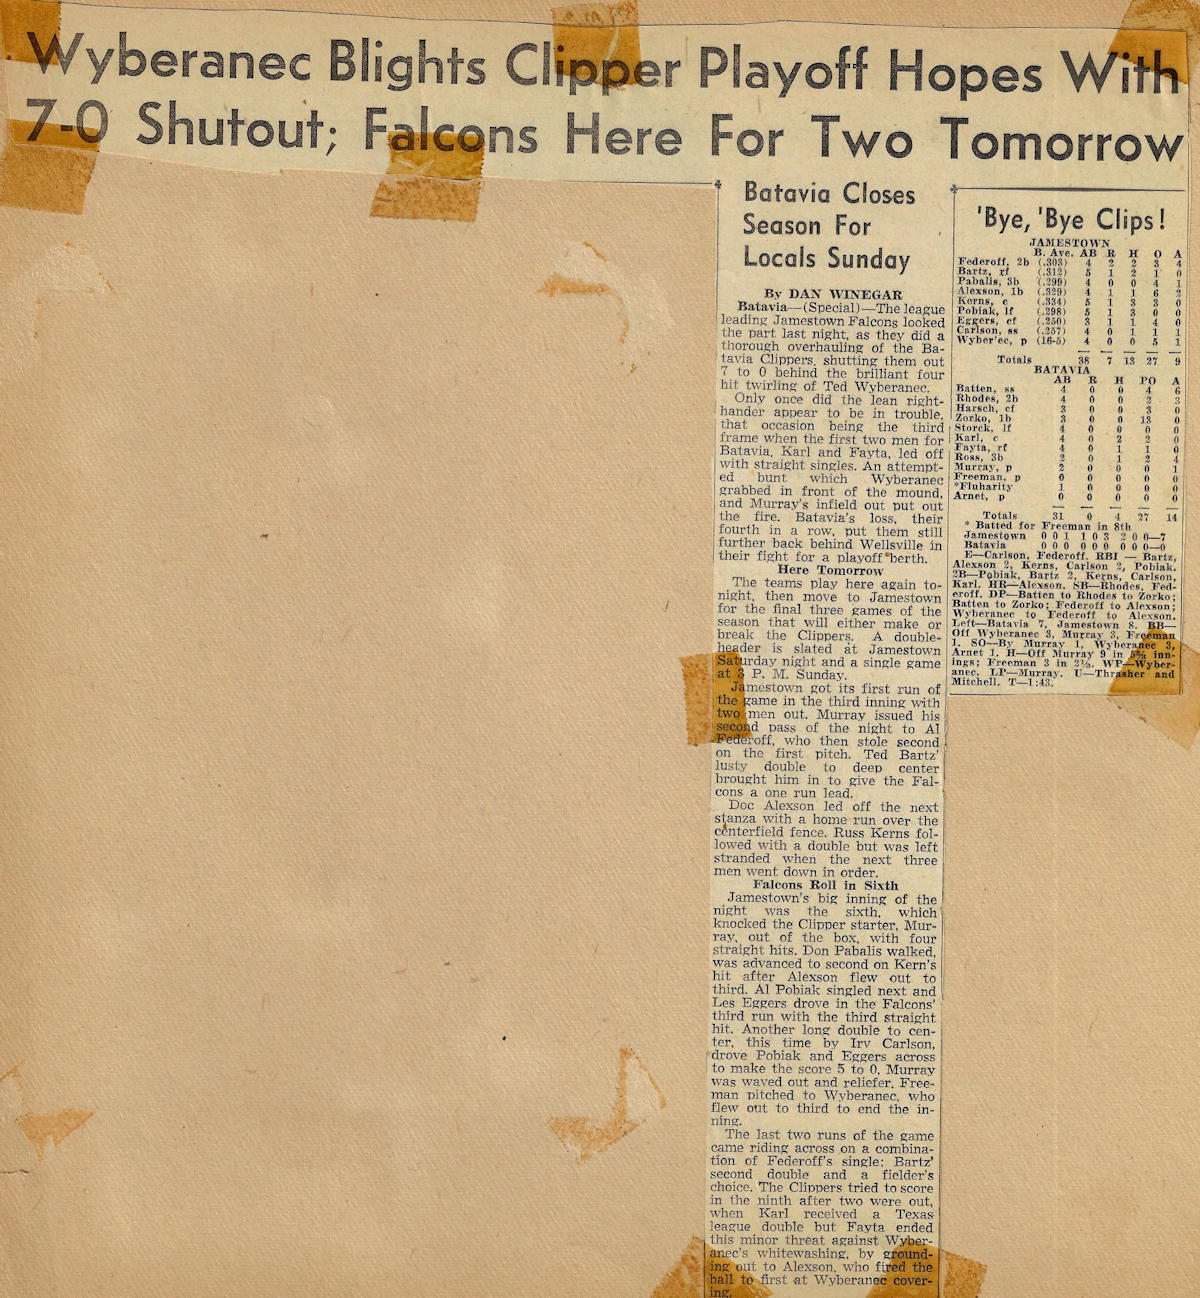 Wyberanec Blights Clipper Playoff Hopes With
7-0 Shutout; Falcons Here For Two Tomorrow
Batavia Closes
Season For
Locals Sunday
By DAN WINEGAR
Batavia—(Special)—The league
leading Jamestown Falcons looked
the part last night, as they did a
thorough overhauling of the Ba-
tavia Clippers, shutting them out
7 to 0 behind the brilliant four
hit twirling of Ted Wyberanec.
Only once did the lean right-
hander appear to be in trouble,
that occasion being the third
frame when the first two men for
Batavia, Karl and Fayta, led off
with straight singles. An attempt-
ed bunt which Wyberanec
grabbed in front of the mound,
and Murray's infield out put out
the fire. Batavia's loss, their
fourth in a row, put them still
further back behind Wellsville in
their fight for a playoff berth.
Here Tomorrow
The teams play here again to-
night, then move to Jamestown
for the final three games of the
season that will either make or
break the Clippers. A double-
header is slated at Jamestown
Saturday night and a single game
at 3 P. M. Sunday.
Jamestown got its first run of
the game in the third inning with
two men out. Murray issued his
second pass of the night to Al
Federoff, who then stole second
on the first pitch. Ted Bartz'
lusty double to deep center
brought him in to give the Fal-
cons a one run lead.
Doc Alexson led off the next
stanza with a home run over the
centerfield fence. Russ Kerns fol-
lowed with a double but was left
stranded when the next three
men went down in order.
Falcons Roll in Sixth
Jamestown's big inning of the
night was the sixth, which
knocked the Clipper starter, Mur-
ray, out of the box, with four
straight hits. Don Pabalis walked,
was advanced to second on Kern's
hit after Alexson flew out to
third. Al Pobiak singled next and
Les Eggers drove in the Falcons'
third run with the third straight
hit. Another long double to cen-
ter, this time by Irv Carlson,
drove Pobiak and Eggers across
to make the score 5 to 0. Murray
was waved out and reliefer, Free-
man pitched to Wyberanec, who
flew out to third to end the in-
ning.
The last two runs of the game
came riding across on a combina-
tion of Federoff's single; Bartz'
second double and a fielder's
choice. The Clippers tried to score
in the ninth after two were out,
when Karl received a Texas
league double but Fayta ended
this minor threat against Wyber-
anec's whitewashing, by ground-
ing out to Alexson, who fired the
ball to first at Wyberanec cover-
ing.
'Bye, 'Bye Clips!
JAMESTOWN
B. Ave. AB R H O A
Federoff, 2b (.303) 4 2 2 3 4
Bartz, rf (.312) 5 1 2 1 0
Pabalis, 3b (.299) 4 0 0 4 1
Alexson, 1b (.329) 4 1 1 6 2
Kerns, c (.334) 5 1 3 3 0
Pobiak, lf (.298) 5 1 3 0 0
Eggers, cf (.250) 3 1 1 4 0
Carlson, ss (.257) 4 0 1 1 1
Wyber'ec, p (16-5) 4 0 0 5 1
Totals 38 7 13 27 9
BATAVIA
AB R H PO A
Batten, ss 4 0 0 4 6
Rhodes, 2b 4 0 0 2 3
Harsch, cf 3 0 0 3 0
Zorko, 1b 3 0 0 13 0
Storck, lf 4 0 0 0 0
Karl, c 4 0 2 2 0
Fayta, rf 4 0 1 1 0
Ross, 3b 2 0 1 2 4
Murray, p 2 0 0 0 1
Freeman, p 0 0 0 0 0
*Fluharity 1 0 0 0 0
Arnet, p 0 0 0 0 0
Totals 31 0 4 27 14
* Batted for Freeman in 8th
Jamestown 0 0 1 1 0 3 2 0 0—7
Batavia 0 0 0 0 0 0 0 0 0—0
E—Carlson, Federoff. RBI — Bartz,
Alexson 2, Kerns, Carlson 2, Pobiak.
2B—Pobiak, Bartz 2, Kerns, Carlson,
Karl. HR—Alexson. SB—Rhodes, Fed-
eroff. DP—Batten to Rhodes to Zorko;
Batten to Zorko; Federoff to Alexson;
Wyberanec to Federoff to Alexson.
Left—Batavia 7, Jamestown 8. BB—
Off Wyberanec 3, Murray 3, Freeman
1. SO—By Murray 1, Wyberanec 3,
Arnet 1. H—Off Murray 9 in 5⅔ inn-
ings; Freeman 3 in 2⅓. WP—Wyber-
anec. LP—Murray. U—Thrasher and
Mitchell. T—1:43.